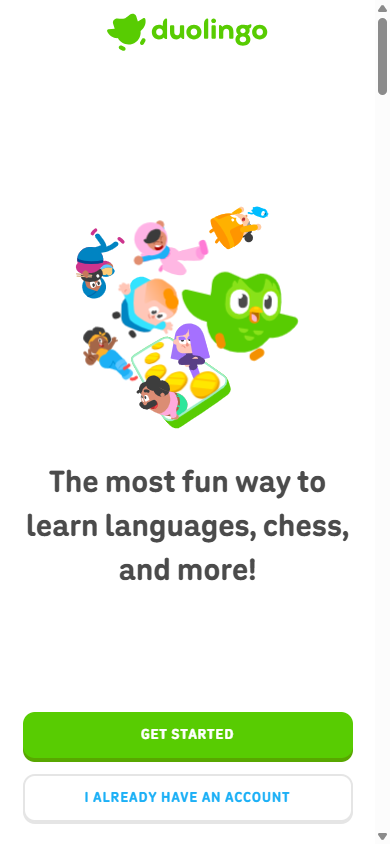 duolingo
The most fun way to
learn languages, chess,
and more!
GET STARTED
I ALREADY HAVE AN ACCOUNT